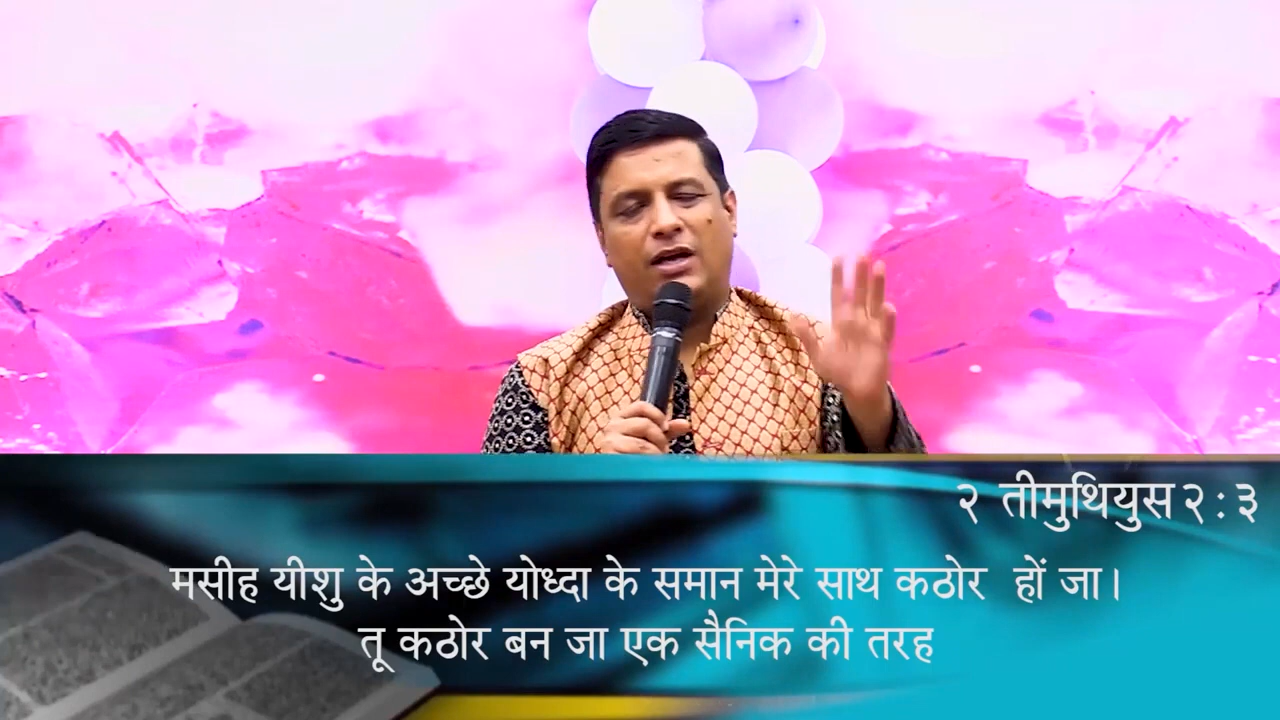 २ तीमुथियुस २ : ३
मसीह यीशु के अच्छे योध्दा के समान मेरे साथ कठोर हों जा।
तू कठोर बन जा एक सैनिक की तरह